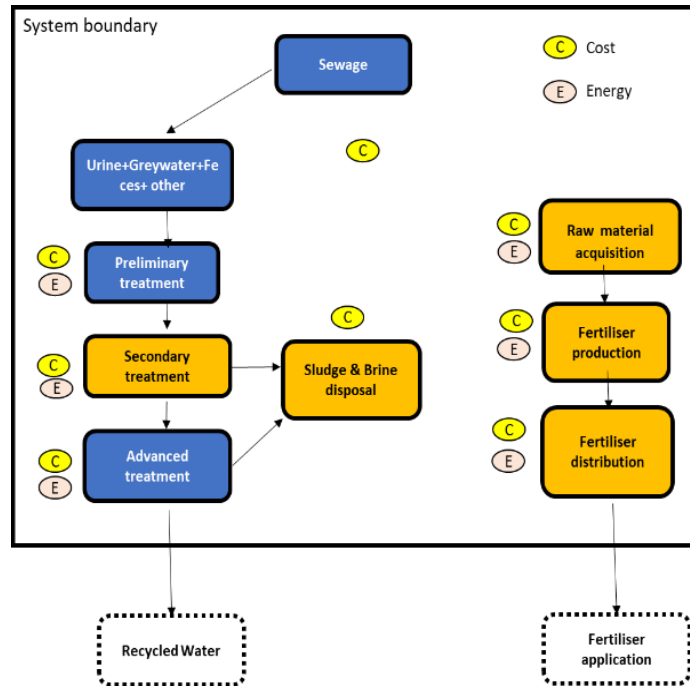 System boundary
Sewage
C Cost
E Energy
C
Urine+Greywater+Fe
ces+ other
C
E
Preliminary
treatment
C
E
Secondary
treatment
C
Sludge & Brine
disposal
C
E
Advanced
treatment
C
E
Raw material
acquisition
C
E
Fertiliser
production
C
E
Fertiliser
distribution
Recycled Water
Fertiliser
application